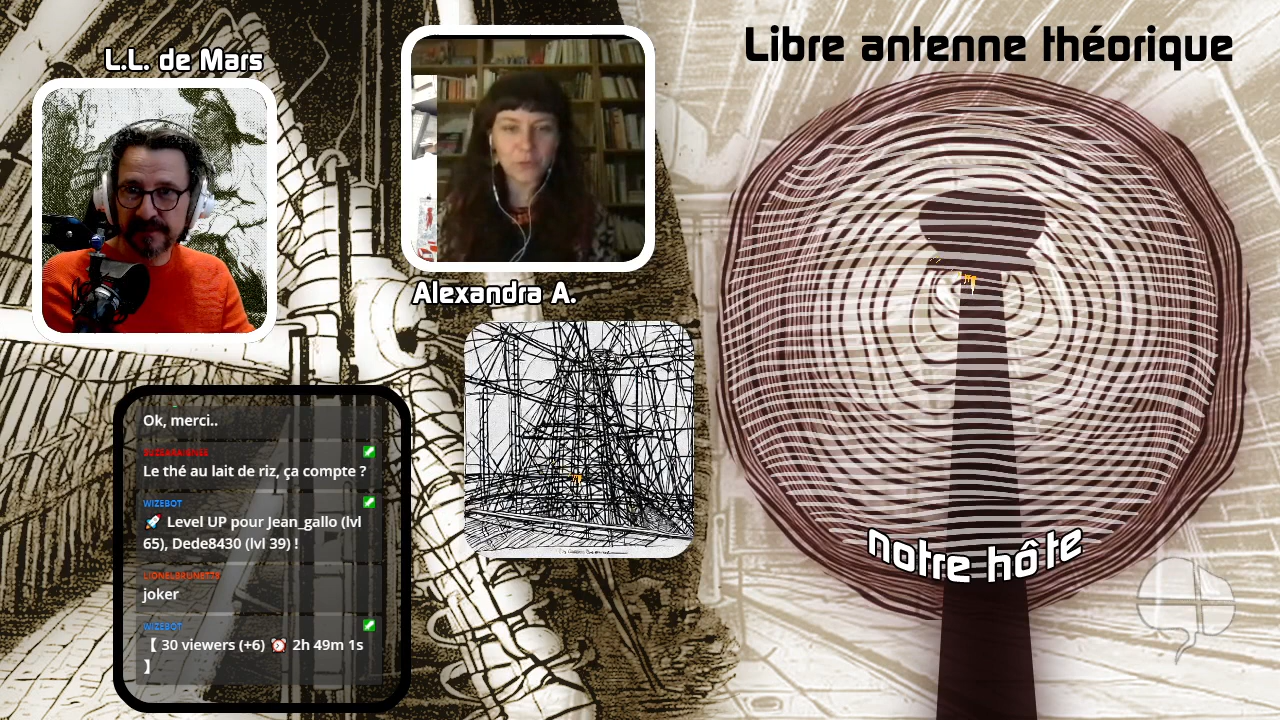 L.L. de Mars
Libre antenne théorique
Alexandra A.
Ok, merci..
Le thé au lait de riz, ça compte ?
WIZEBOT
🚀 Level UP pour Jean_gallo (lvl
65), Dede8430 (lvl 39) !
LIONELBRUNETTE
joker
WIZEBOT
【 30 viewers (+6) ⏰ 2h 49m 1s
】
notre hôte